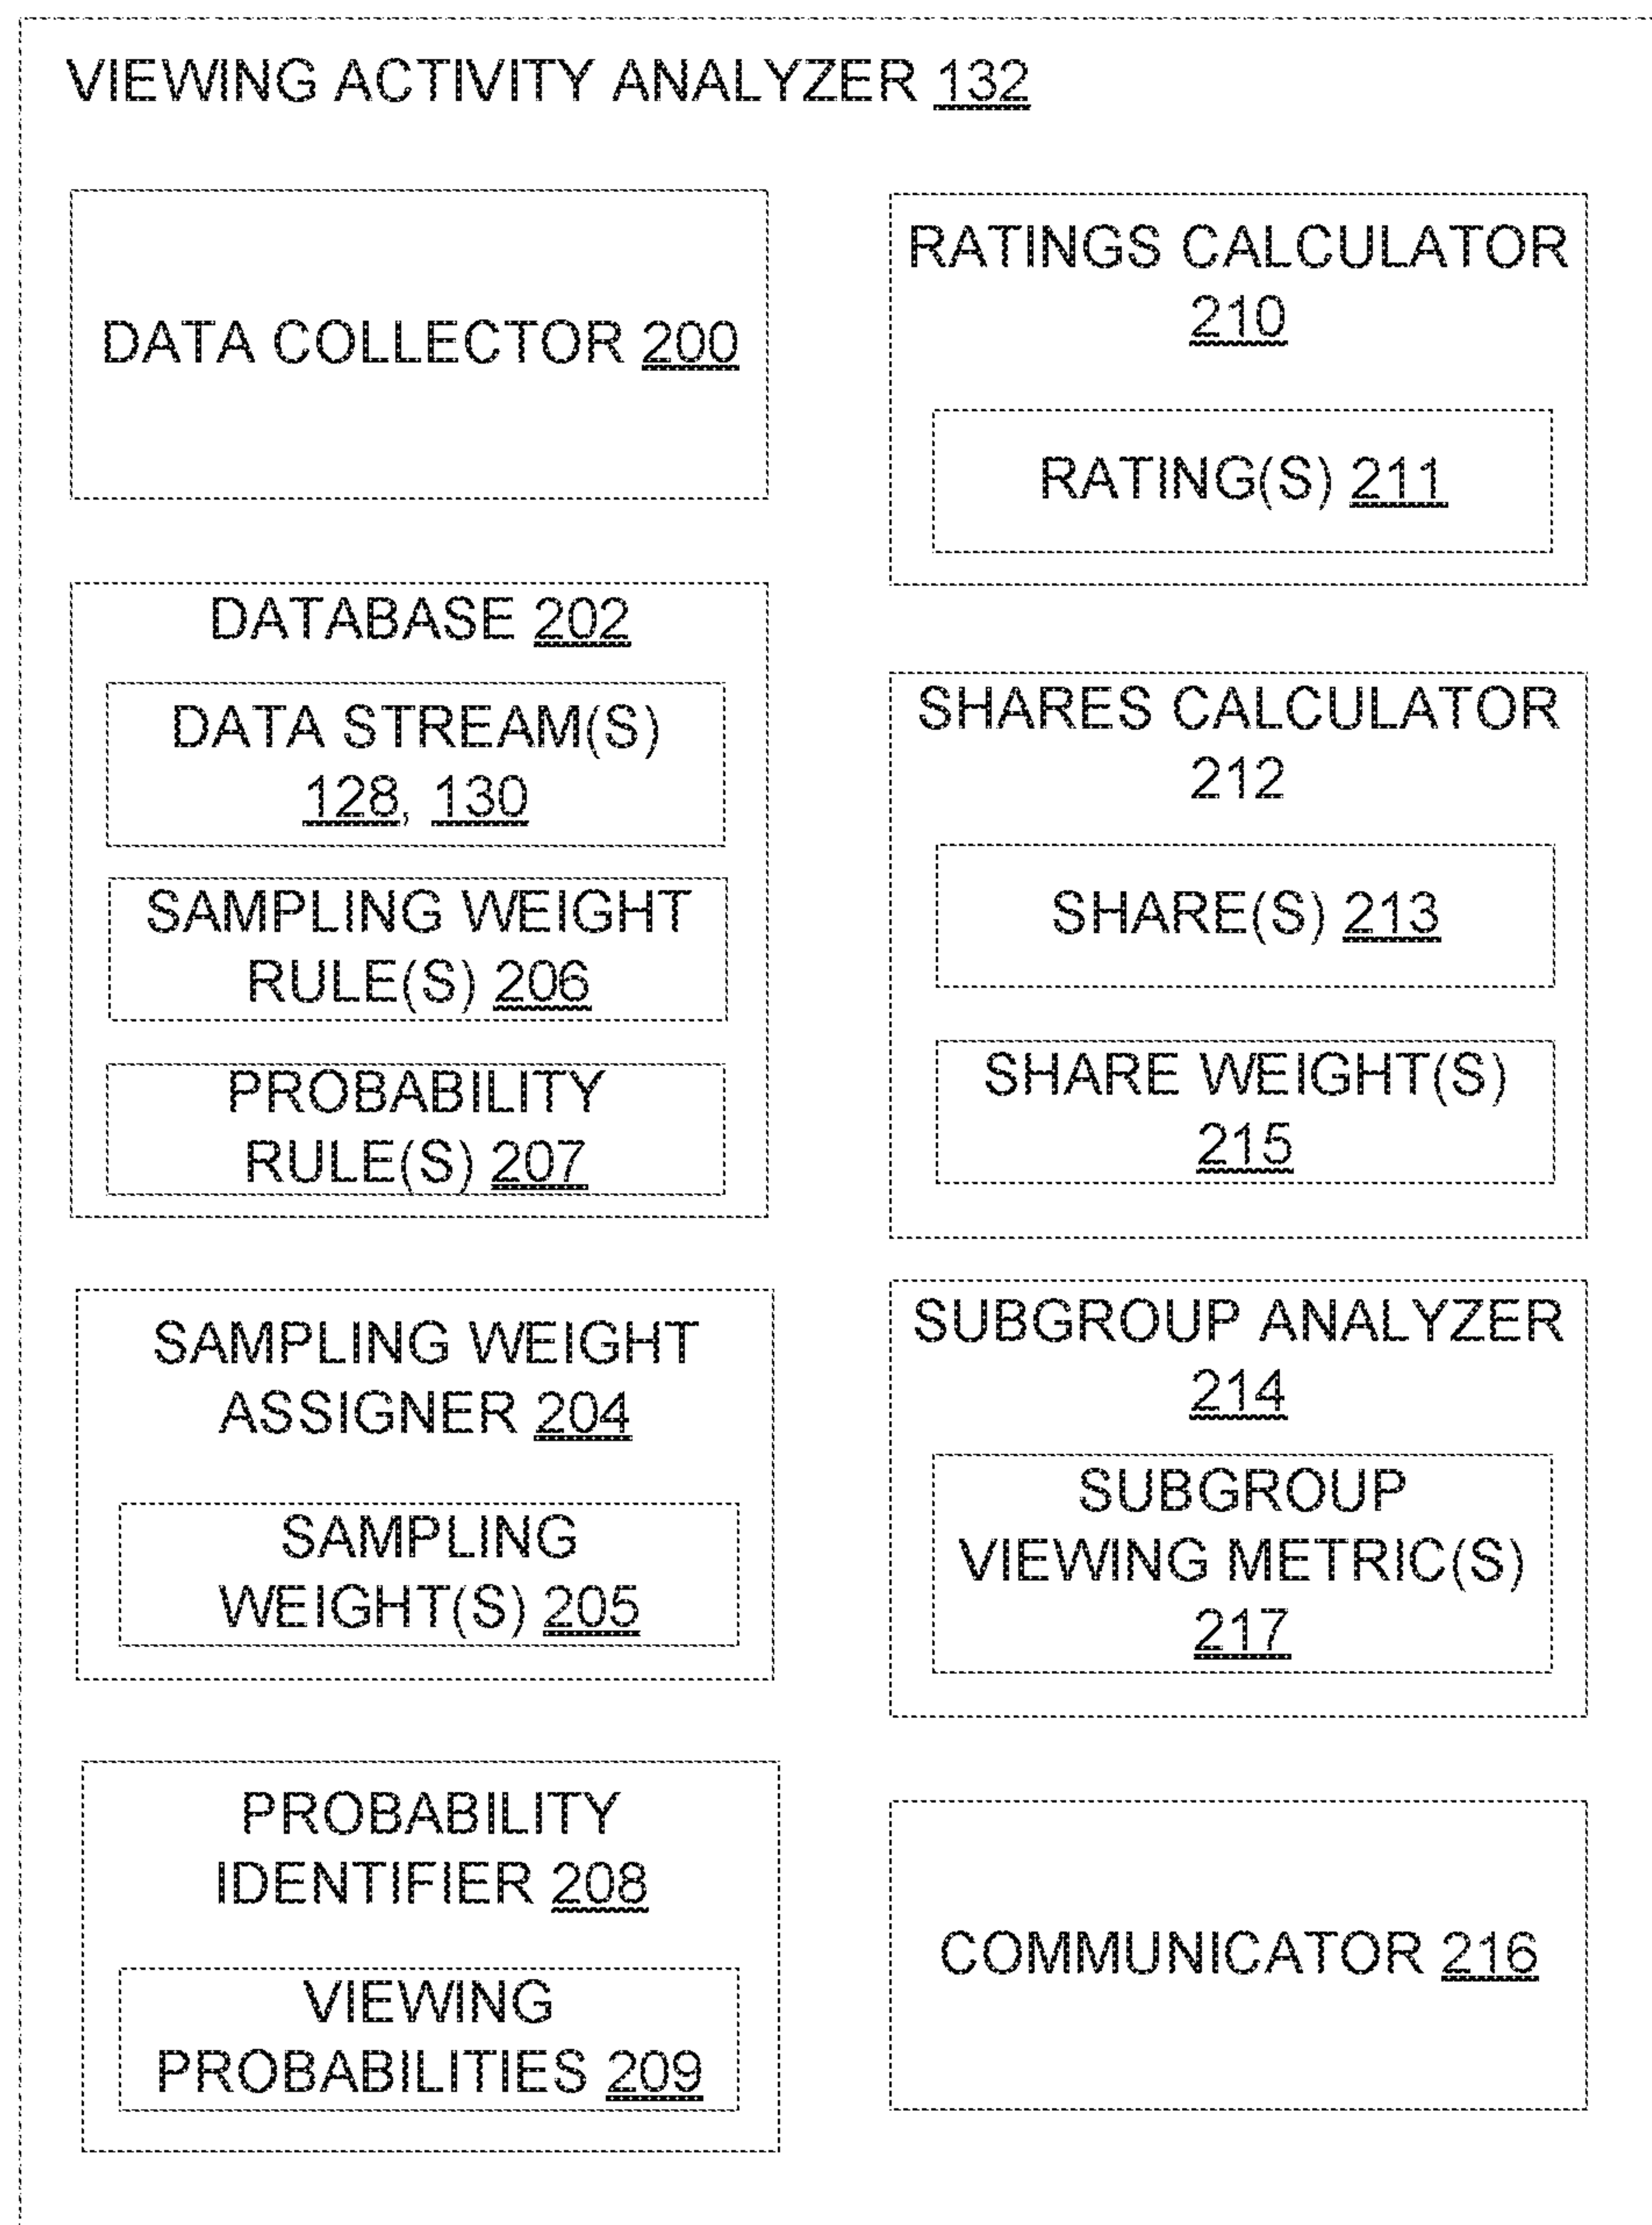 VIEWING ACTIVITY ANALYZER 132
DATA COLLECTOR 200
DATABASE 202
DATA STREAM(S)
128, 130
SAMPLING WEIGHT
RULE(S) 206
PROBABILITY
RULE(S) 207
SAMPLING WEIGHT
ASSIGNER 204
SAMPLING
WEIGHT(S) 205
PROBABILITY
IDENTIFIER 208
VIEWING
PROBABILITIES 209
RATINGS CALCULATOR
210
RATING(S) 211
SHARES CALCULATOR
212
SHARE(S) 213
SHARE WEIGHT(S)
215
SUBGROUP ANALYZER
214
SUBGROUP
VIEWING METRIC(S)
217
COMMUNICATOR 216